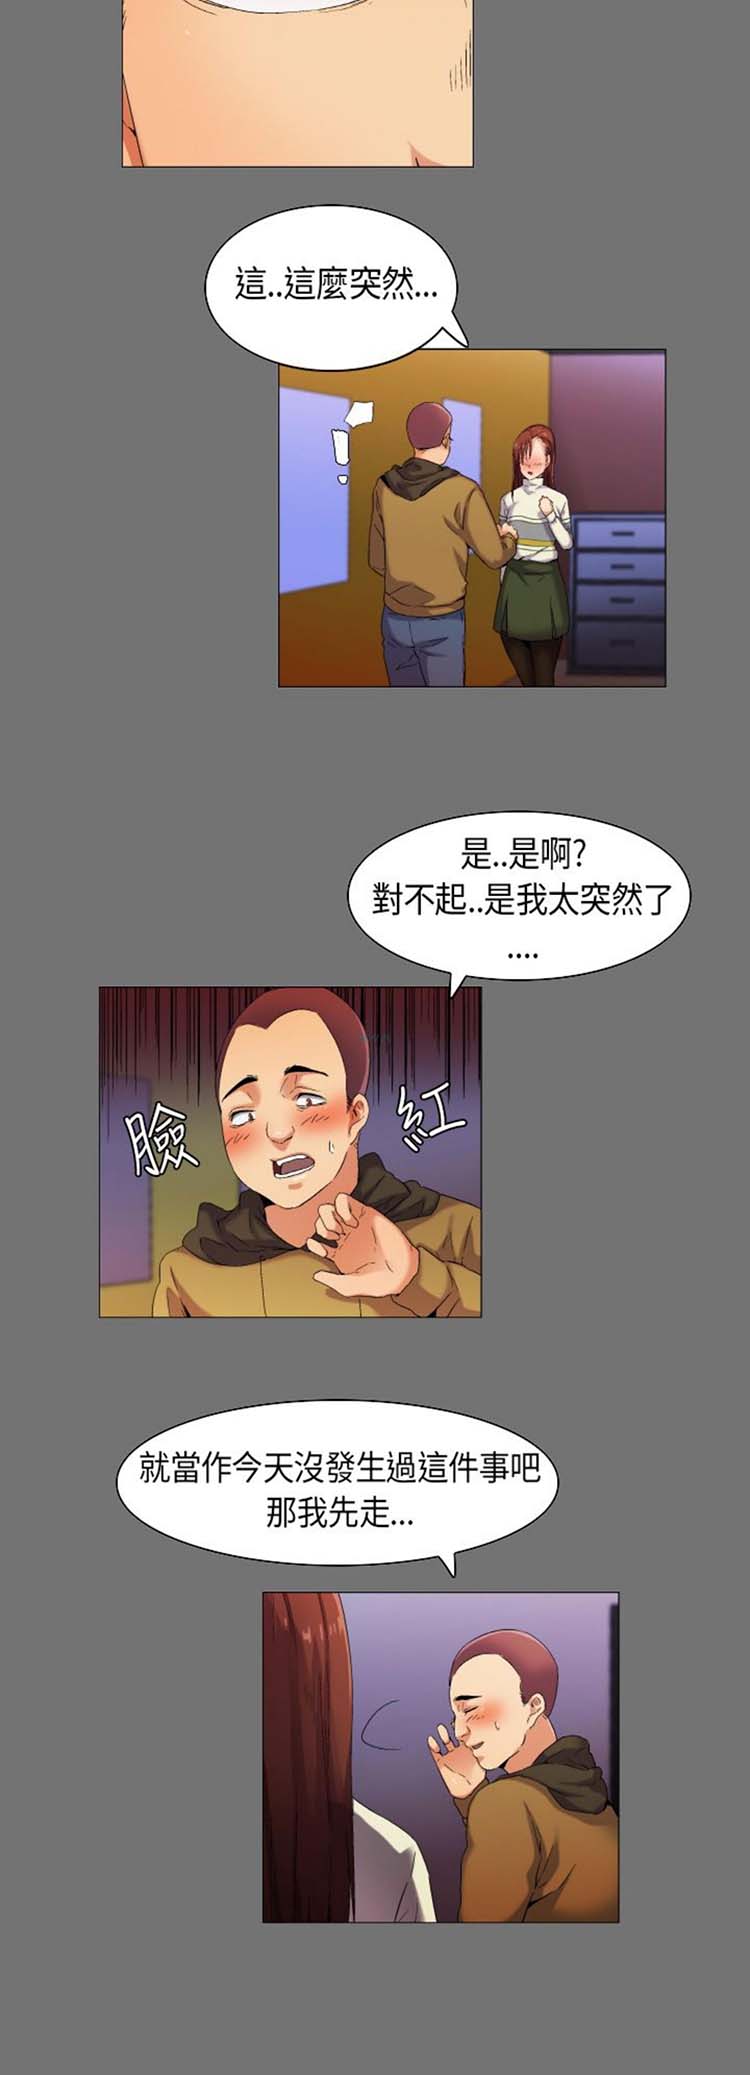 這..這麼突然...
是..是啊?
對不起..是我太突然了
....
臉 紅
就當作今天沒發生過這件事吧
那我先走...